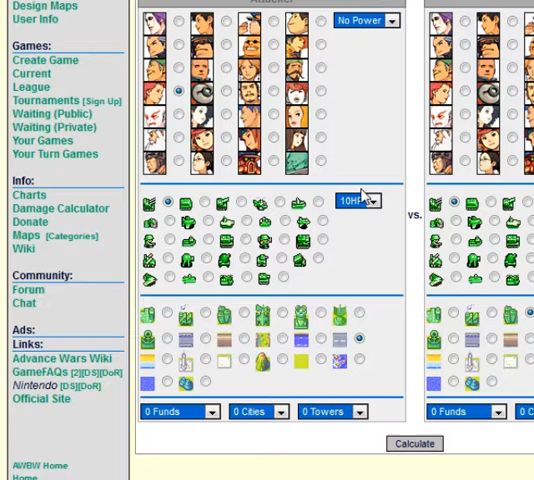 Design Maps
User Info
Games:
Create Game
Current
League
Tournaments [Sign Up]
Waiting (Public)
Waiting (Private)
Your Games
Your Turn Games
Info:
Charts
Damage Calculator
Donate
Maps [Categories]
Wiki
Community:
Forum
Chat
Ads:
Links:
Advance Wars Wiki
GameFAQs [2][DS][DoR]
Nintendo [DS][DoR]
Official Site
AWBW Home
Home
Attacker
No Power
10HP
vs.
0 Funds
0 Cities
0 Towers
0 Funds
0 C
Calculate